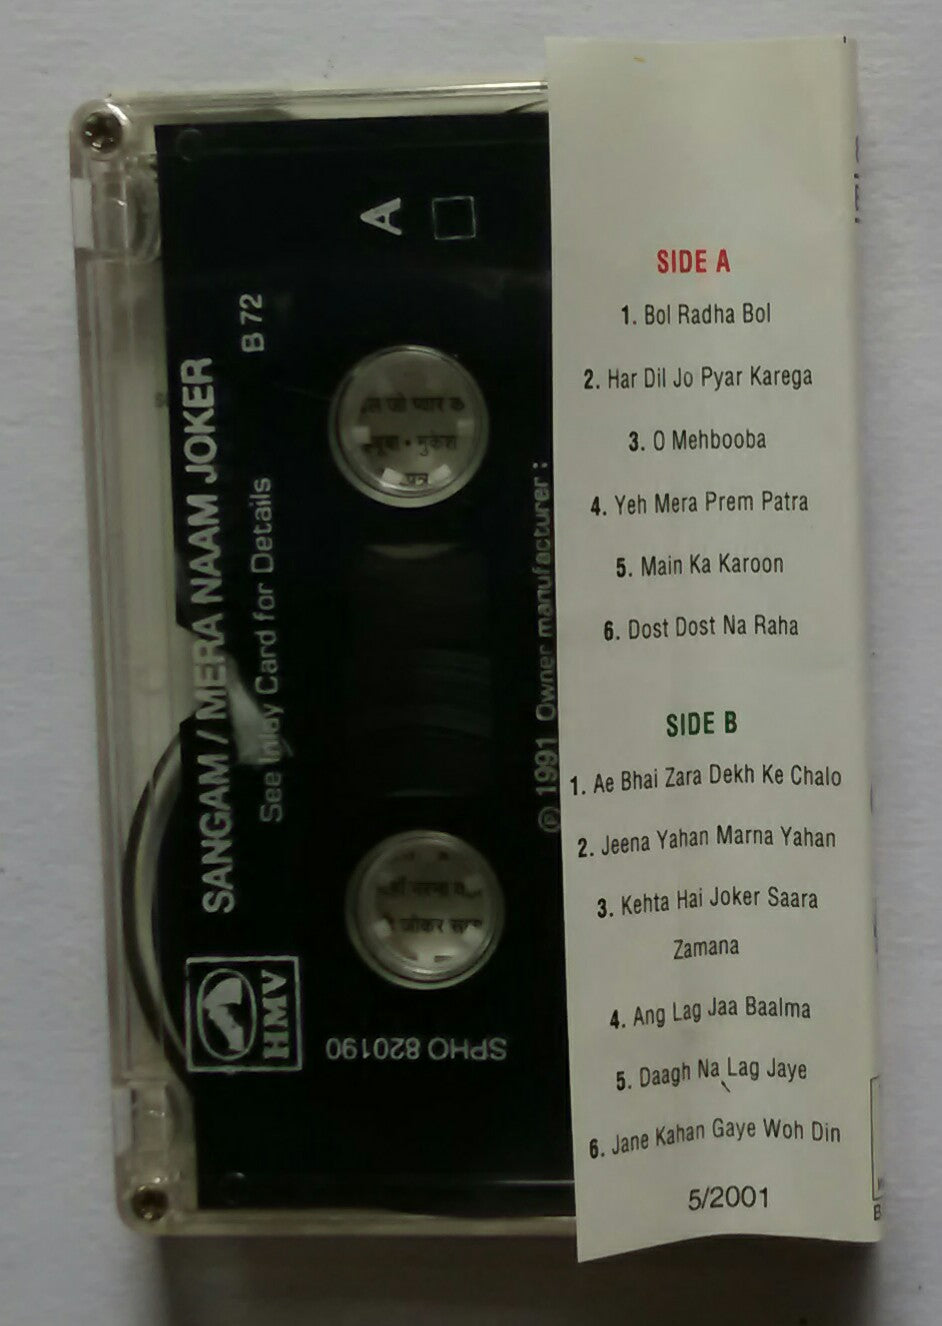 A
B 72
SANGAM / MERA NAAM JOKER
See Inlay Card for Details
℗ 1991 Owner manufacturer :
HMV
SPHO 820190
जो प्यार
मुकेश
मरना
जोकर
SIDE A
1. Bol Radha Bol
2. Har Dil Jo Pyar Karega
3. O Mehbooba
4. Yeh Mera Prem Patra
5. Main Ka Karoon
6. Dost Dost Na Raha
SIDE B
1. Ae Bhai Zara Dekh Ke Chalo
2. Jeena Yahan Marna Yahan
3. Kehta Hai Joker Saara
Zamana
4. Ang Lag Jaa Baalma
5. Daagh Na Lag Jaye
6. Jane Kahan Gaye Woh Din
5/2001